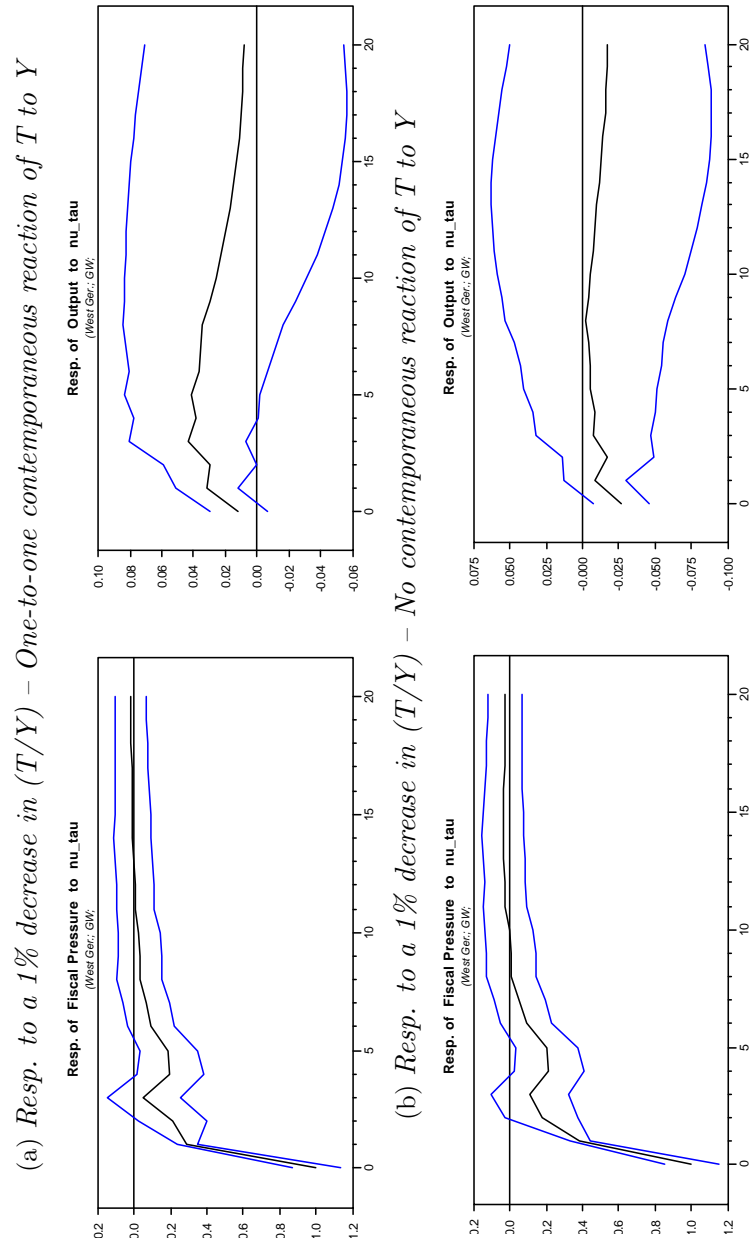 (a) Resp. to a 1% decrease in (T/Y) – One-to-one contemporaneous reaction of T to Y
Resp. of Fiscal Pressure to nu_tau
(West Ger.; GW;
0.2
0.0
0.2
0.4
0.6
0.8
1.0
1.2
0 5 10 15 20
Resp. of Output to nu_tau
(West Ger.; GW;
0.10
0.08
0.06
0.04
0.02
0.00
-0.02
-0.04
-0.06
0 5 10 15 20
(b) Resp. to a 1% decrease in (T/Y) – No contemporaneous reaction of T to Y
Resp. of Fiscal Pressure to nu_tau
(West Ger.; GW;
0.2
0.0
0.2
0.4
0.6
0.8
1.0
1.2
0 5 10 15 20
Resp. of Output to nu_tau
(West Ger.; GW;
0.075
0.050
0.025
-0.000
-0.025
-0.050
-0.075
-0.100
0 5 10 15 20